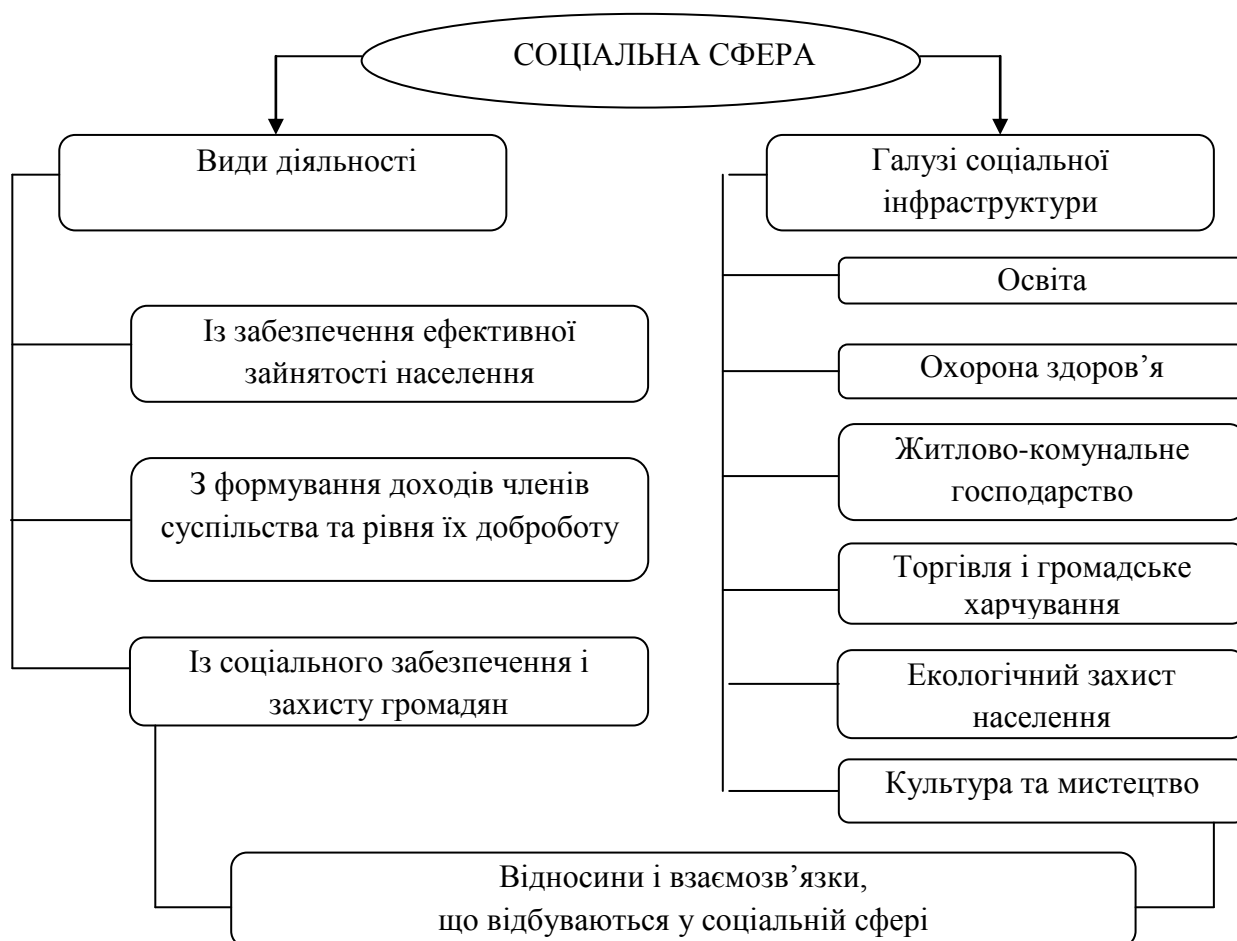 СОЦІАЛЬНА СФЕРА
Види діяльності
Із забезпечення ефективної
зайнятості населення
З формування доходів членів
суспільства та рівня їх доброботу
Із соціального забезпечення і
захисту громадян
Галузі соціальної
інфраструктури
Освіта
Охорона здоров’я
Житлово-комунальне
господарство
Торгівля і громадське
харчування
Екологічний захист
населення
Культура та мистецтво
Відносини і взаємозв’язки,
що відбуваються у соціальній сфері